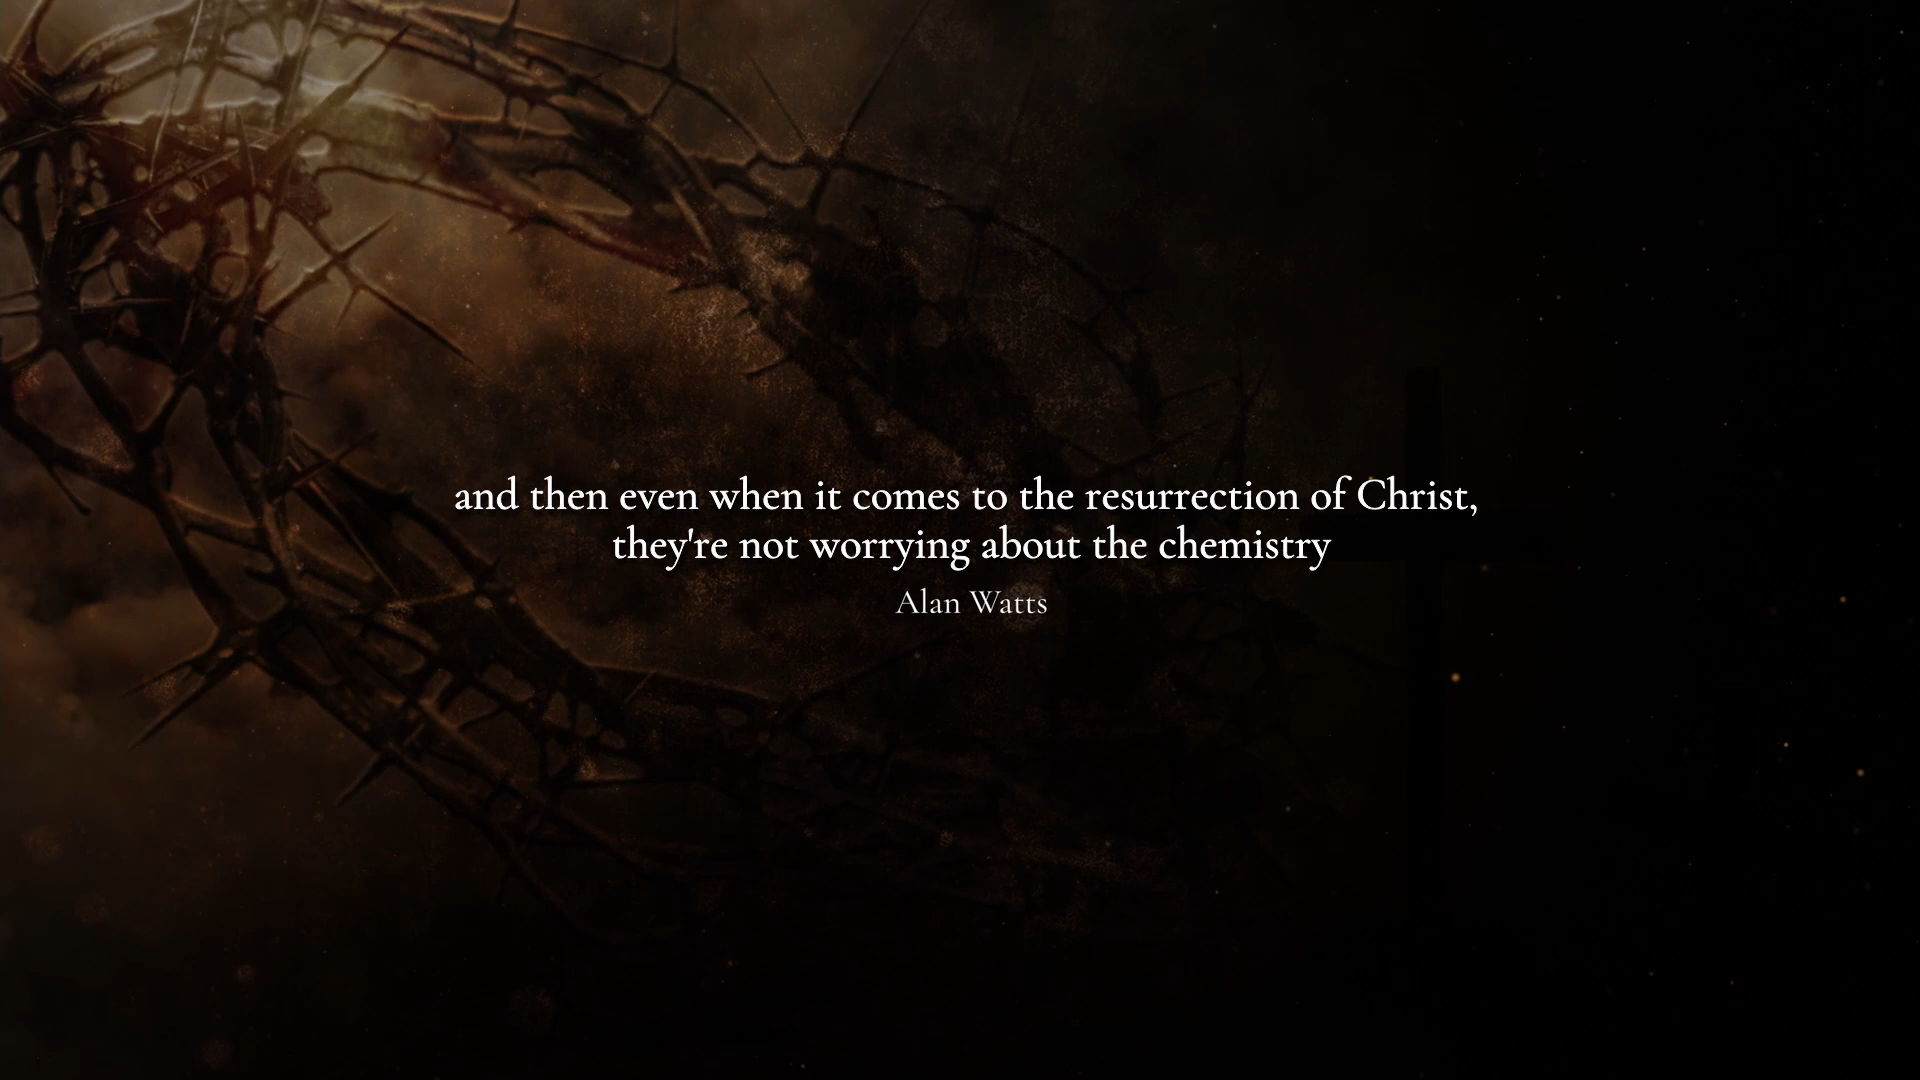 and then even when it comes to the resurrection of Christ,
they're not worrying about the chemistry
Alan Watts